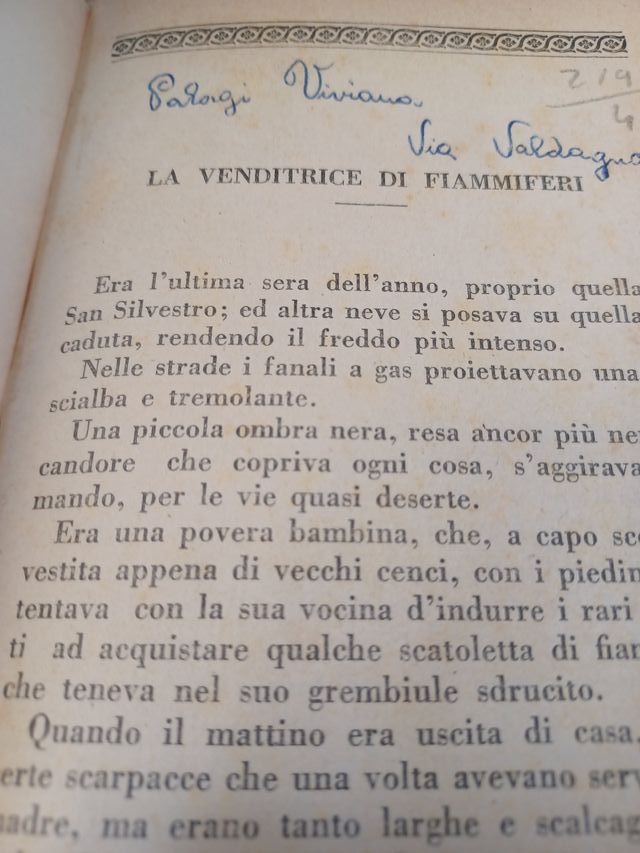 Palagi Viviana
219
4
Via Valdagno
LA VENDITRICE DI FIAMMIFERI
Era l'ultima sera dell'anno, proprio quella
San Silvestro; ed altra neve si posava su quella
caduta, rendendo il freddo più intenso.
Nelle strade i fanali a gas proiettavano una
scialba e tremolante.
Una piccola ombra nera, resa ancor più ne
candore che copriva ogni cosa, s'aggirava
mando, per le vie quasi deserte.
Era una povera bambina, che, a capo sco
vestita appena di vecchi cenci, con i piedin
tentava con la sua vocina d'indurre i rari
ti ad acquistare qualche scatoletta di fiam
che teneva nel suo grembiule sdrucito.
Quando il mattino era uscita di casa,
erte scarpacce che una volta avevano serv
madre, ma erano tanto larghe e scalcag